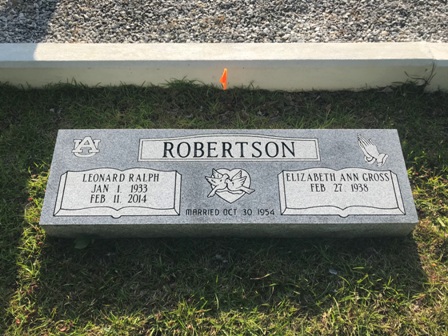 AU
ROBERTSON
LEONARD RALPH
JAN 1 1933
FEB 11 2014
MARRIED OCT 30 1954
ELIZABETH ANN GROSS
FEB 27 1938